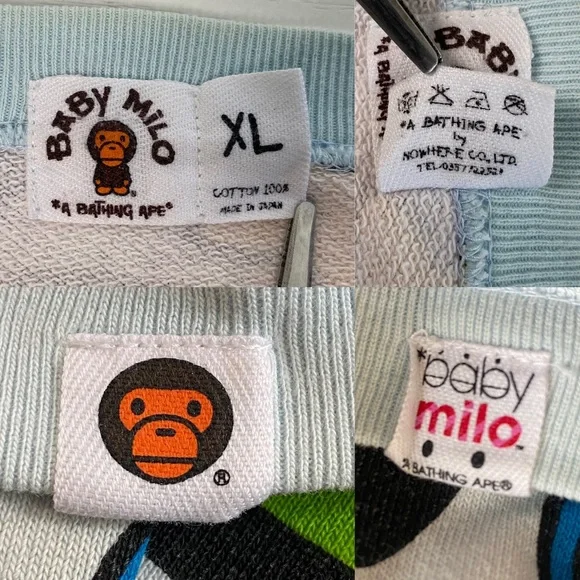 BABY MiLO
XL
*A BATHING APE®
COTTON 100%
MADE IN JAPAN
BABY
*A BATHING APE®
by
NOWHERE CO., LTD.
®
*baby
milo™
*A BATHING APE®